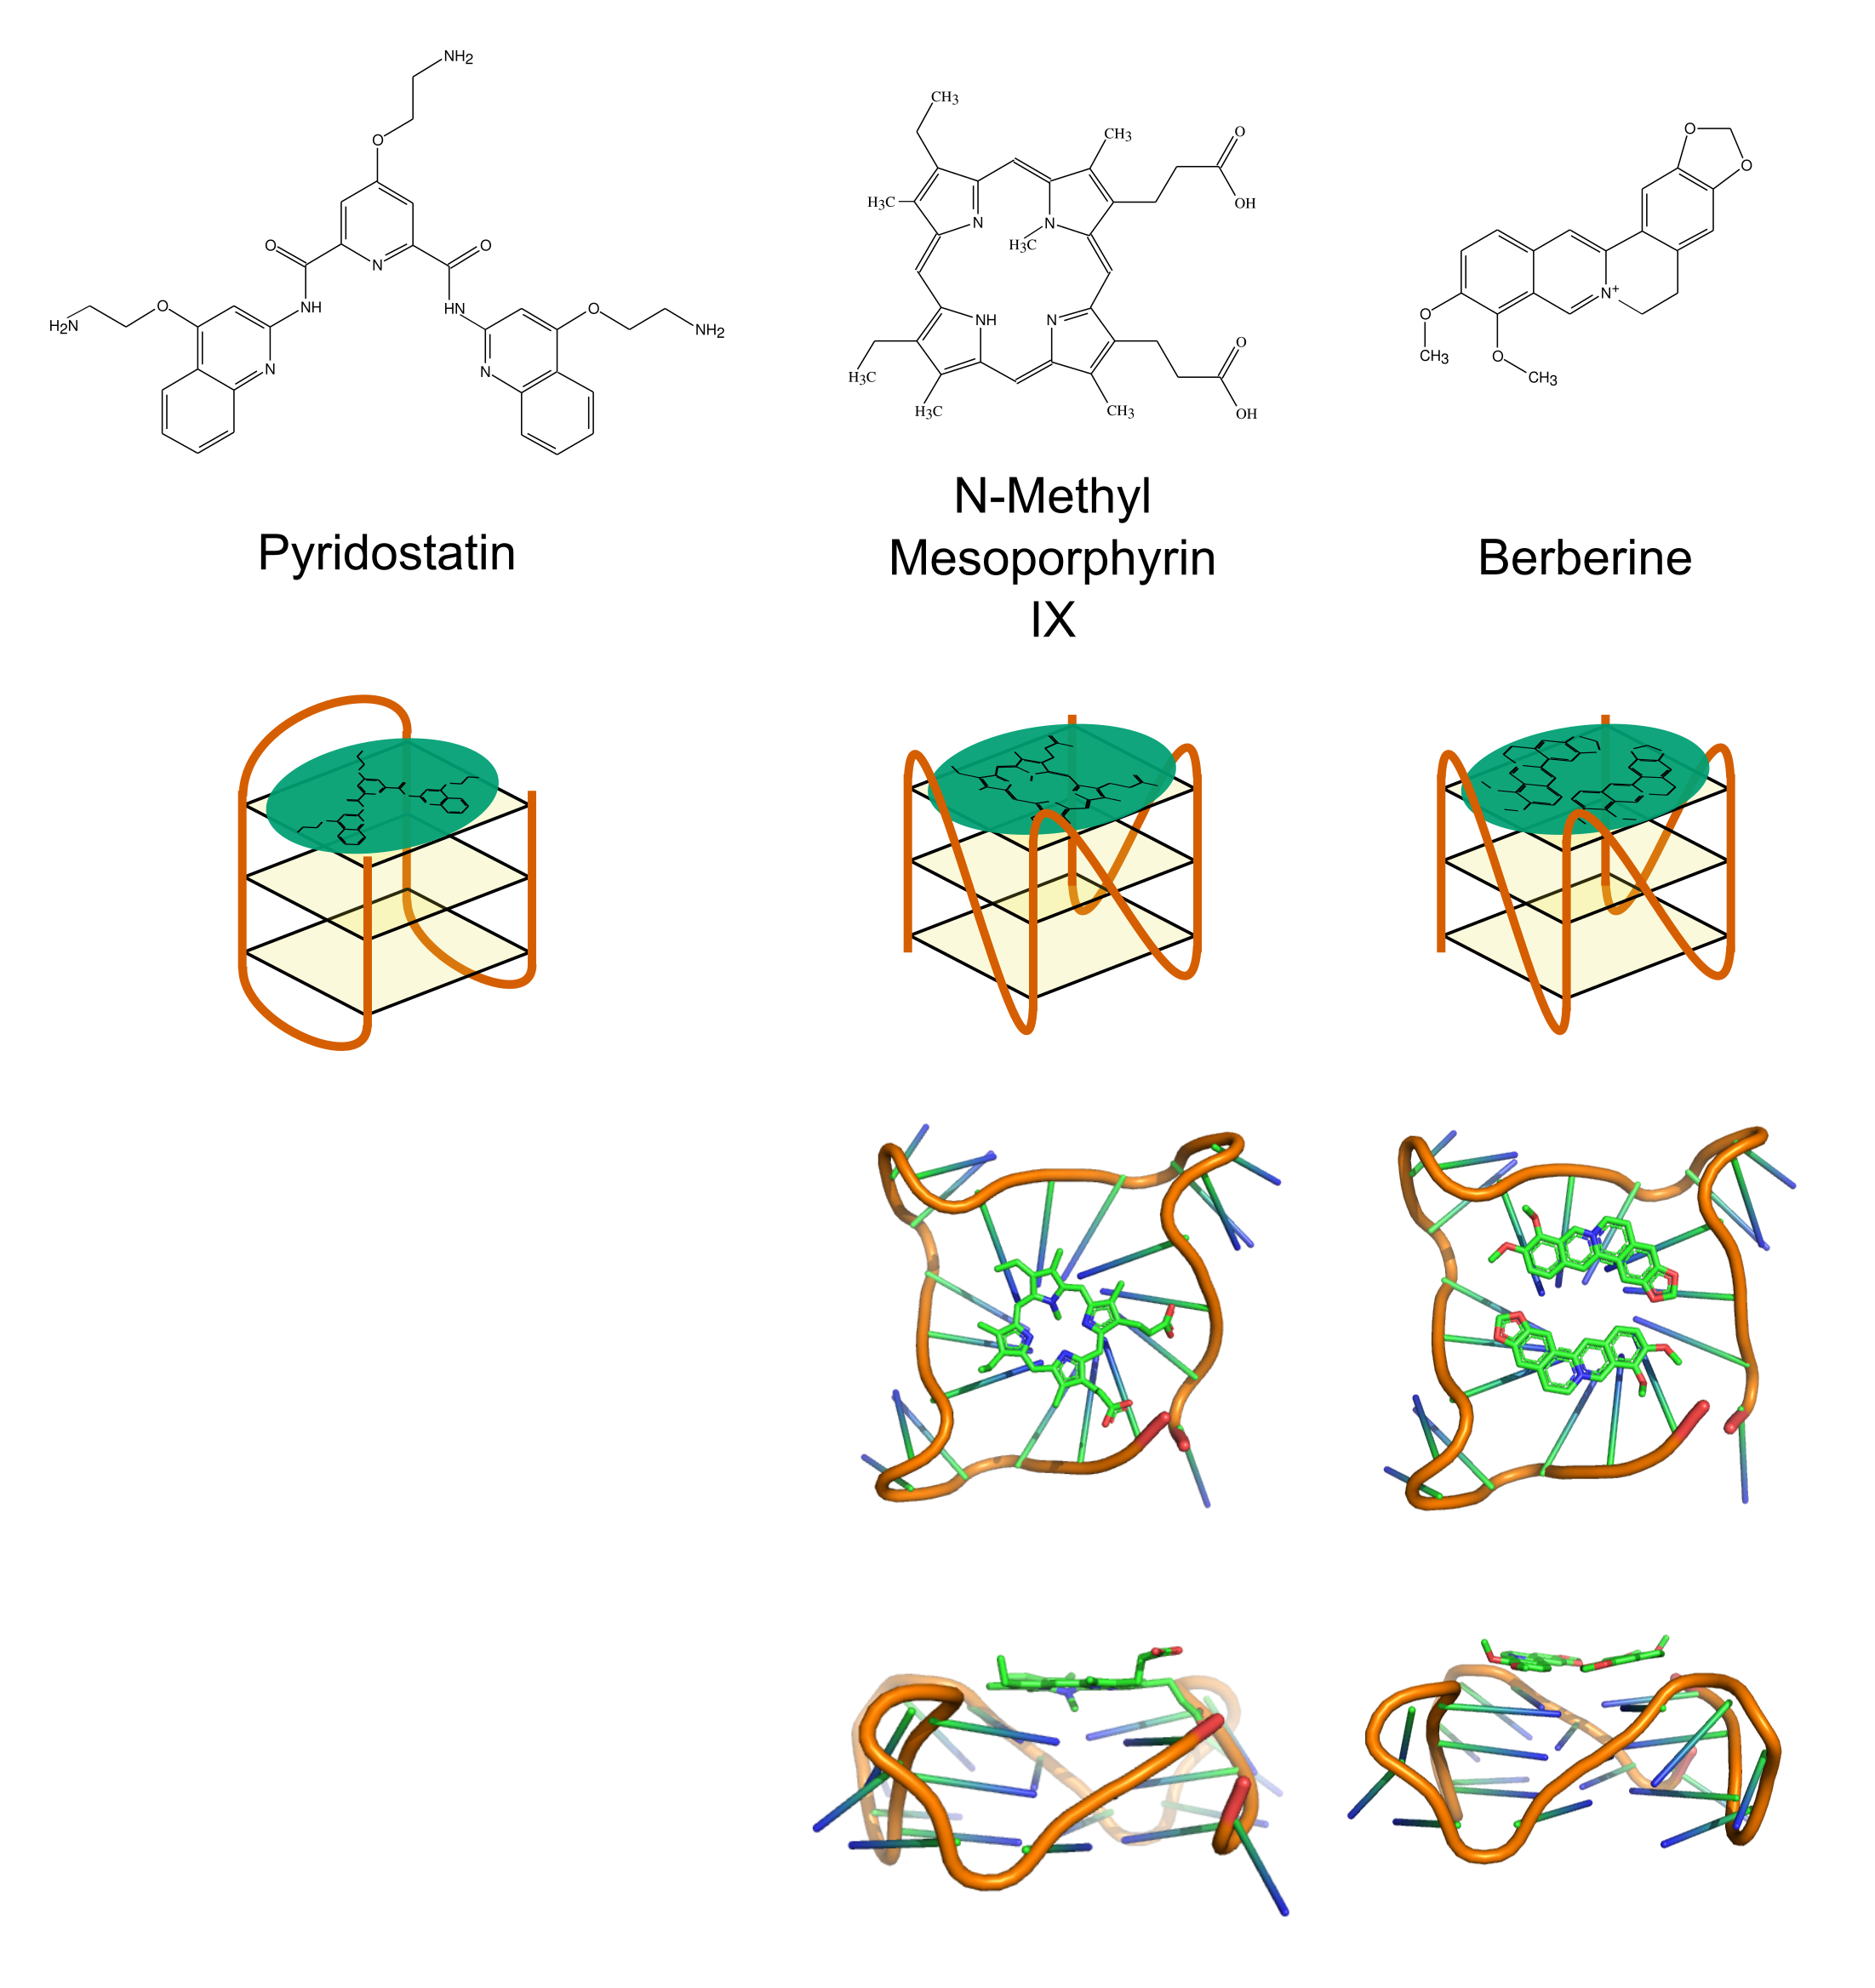 NH2
O
O
N
O
NH
HN
H2N
O
N
N
O
NH2
CH3
CH3
O
OH
H3C
N
N
H3C
NH
N
O
OH
H3C
H3C
CH3
O
O
N+
O
CH3
O
CH3
Pyridostatin
N-Methyl
Mesoporphyrin
IX
Berberine